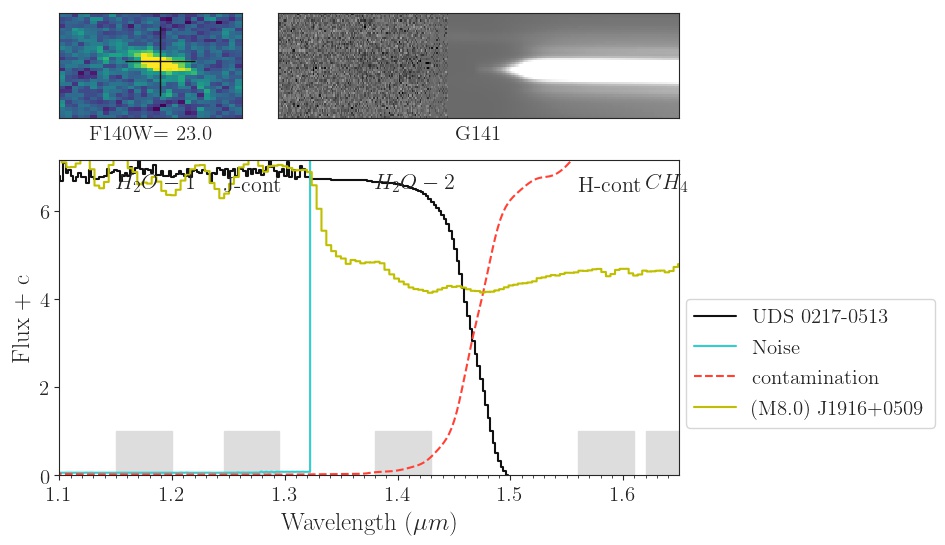 F140W= 23.0
G141
H₂O − 1
J-cont
H₂O − 2
H-cont
CH₄
6
4
2
0
Flux + c
1.1
1.2
1.3
1.4
1.5
1.6
Wavelength (μm)
UDS 0217-0513
Noise
contamination
(M8.0) J1916+0509